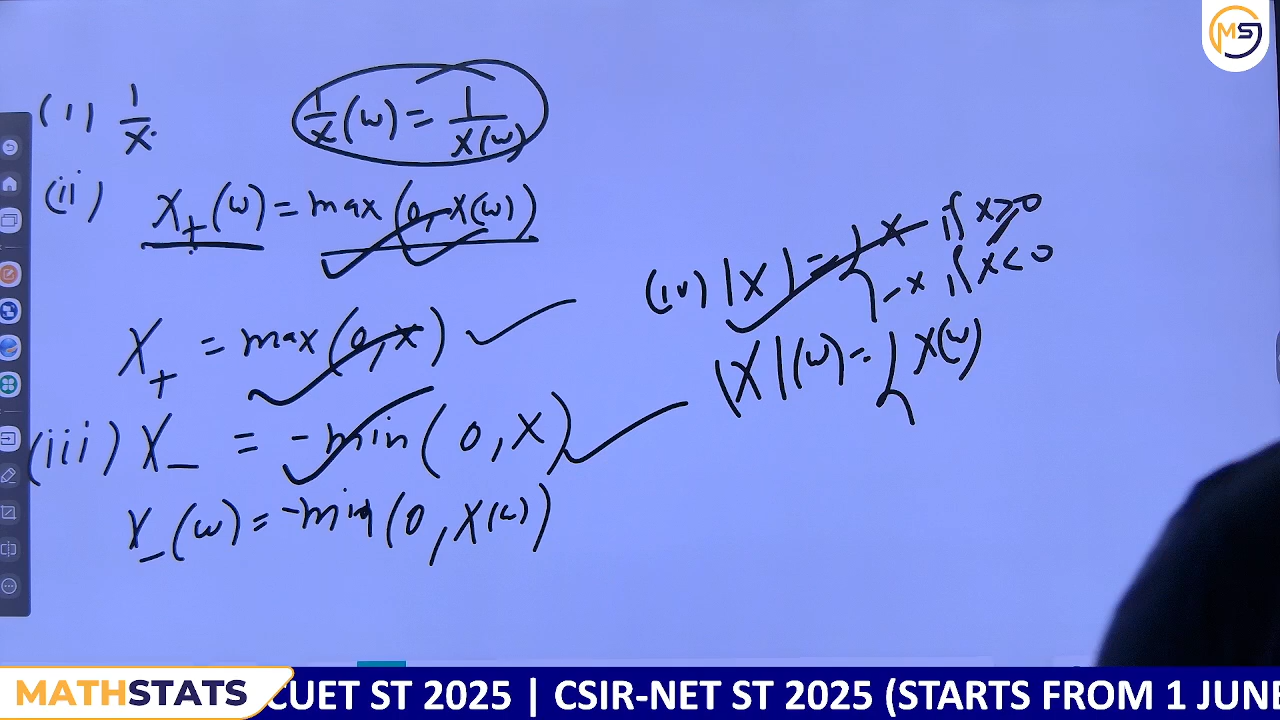 (i) 1/X
1/X (ω) = 1/X(ω)
(ii) X₊(ω) = max(0, X(ω))
X₊ = max(0, X)
(iii) X₋ = -min(0, X)
X₋(ω) = -min(0, X(ω))
(iv) |X| = { X if X≥0
-X if X<0
|X|(ω) = { X(ω)
MS
MATHSTATS
CUET ST 2025 | CSIR-NET ST 2025 (STARTS FROM 1 JUNE